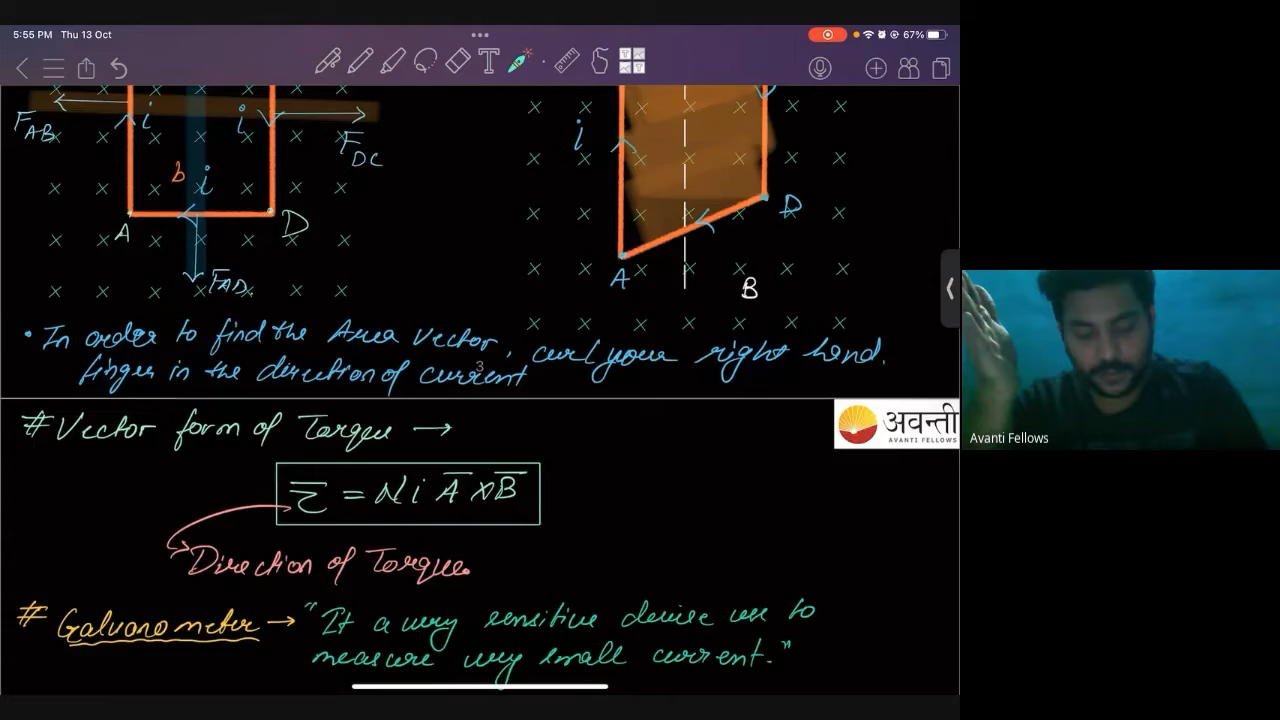 5:55 PM Thu 13 Oct
67%
F_AB
i
i
F_DC
b
i
A
D
F_AD
i
D
A
B
• In order to find the Area Vector, curl your right hand
finger in the direction of current
3
# Vector form of Torque →
τ̅ = N i A̅ × B̅
Direction of Torque.
# Galvanometer → "It a very sensitive device use to
measure very small current."
अवन्ती
AVANTI FELLOWS
Avanti Fellows